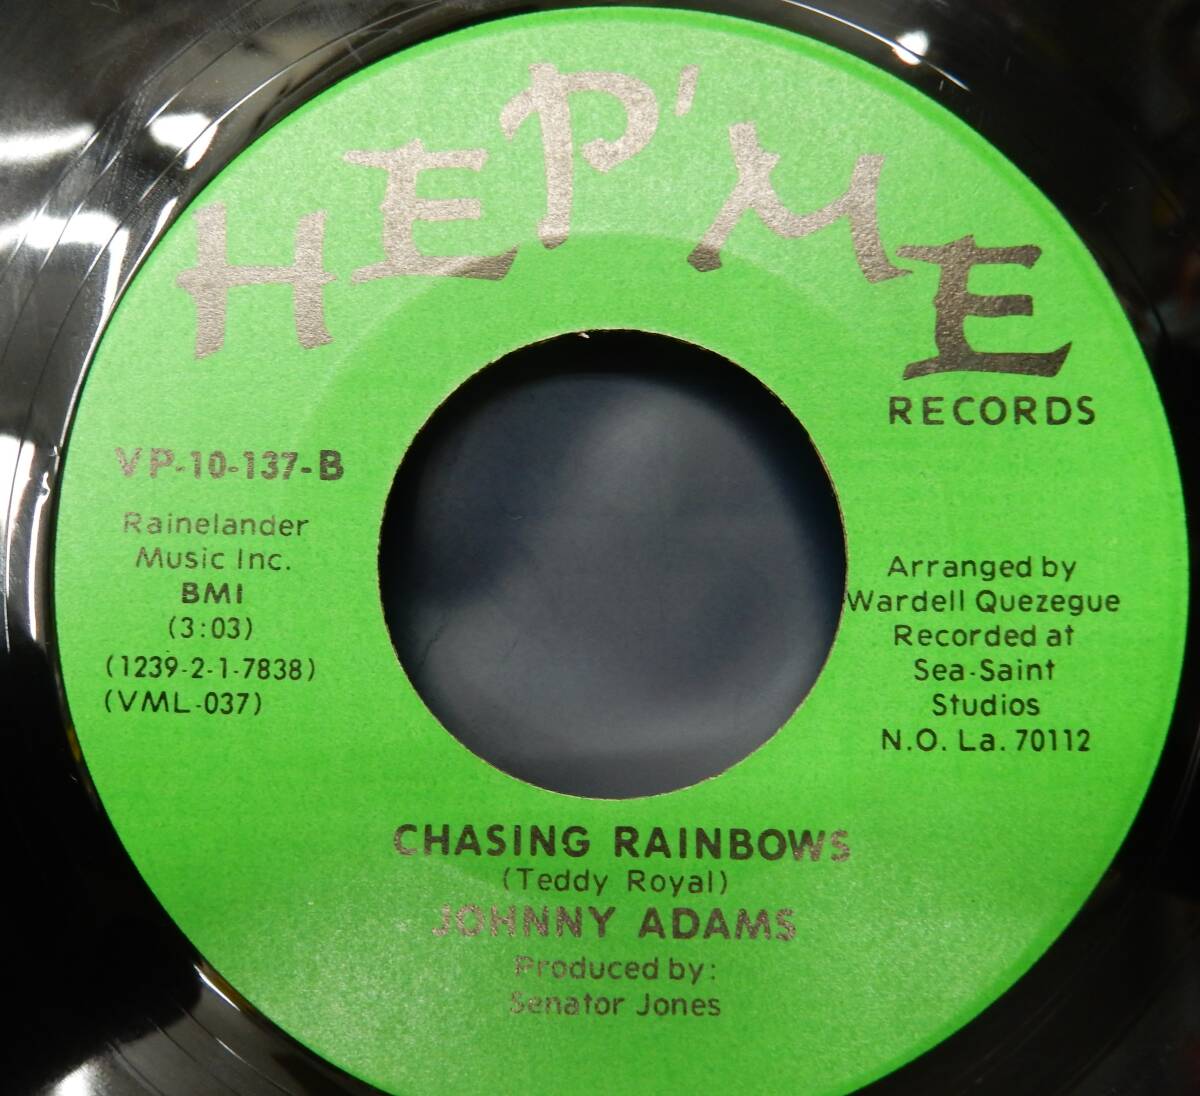 HEP'ME
RECORDS
VP-10-137-B
Rainelander
Music Inc.
BMI
(3:03)
(1239-2-1-7838)
(VML-037)
Arranged by
Wardell Quezegue
Recorded at
Sea-Saint
Studios
N.O. La. 70112
CHASING RAINBOWS
(Teddy Royal)
JOHNNY ADAMS
Produced by:
Senator Jones